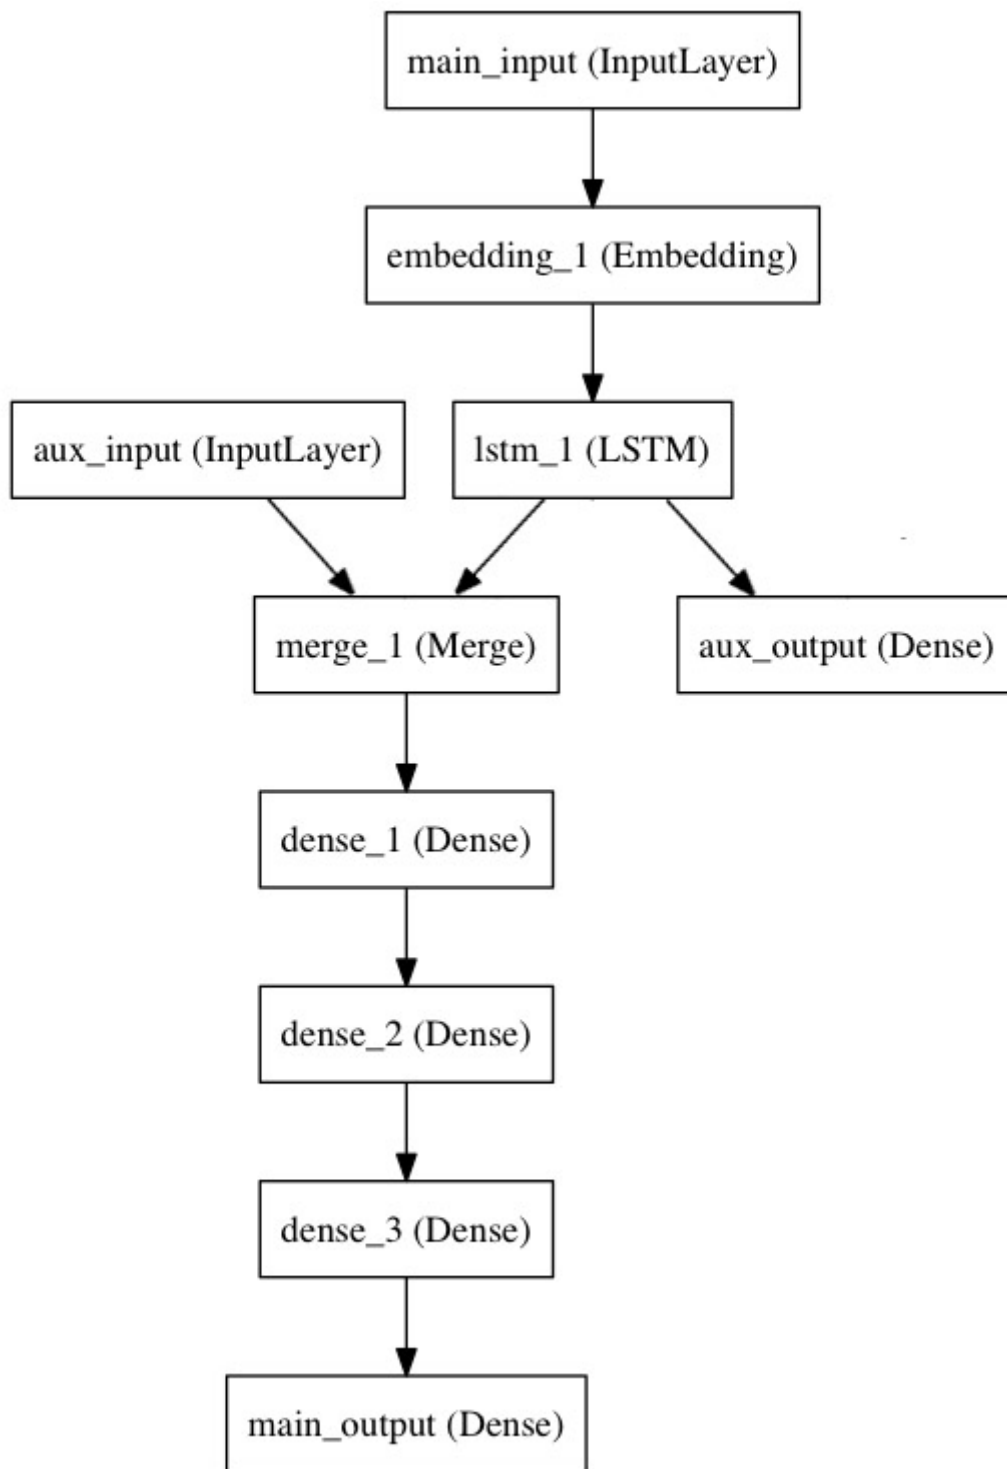 main_input (InputLayer)
embedding_1 (Embedding)
aux_input (InputLayer)
lstm_1 (LSTM)
merge_1 (Merge)
aux_output (Dense)
dense_1 (Dense)
dense_2 (Dense)
dense_3 (Dense)
main_output (Dense)